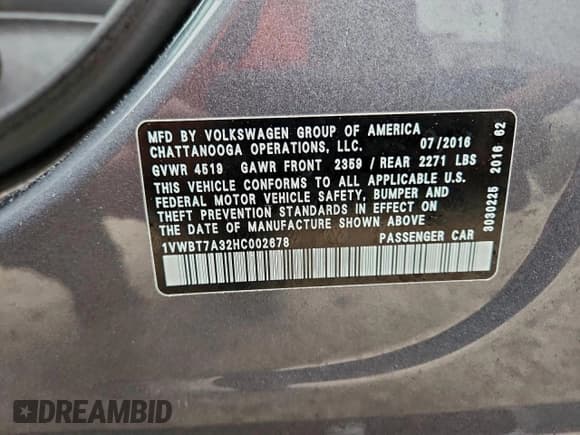 MFD BY VOLKSWAGEN GROUP OF AMERICA
CHATTANOOGA OPERATIONS, LLC. 07/2016
GVWR 4519 GAWR FRONT 2359 / REAR 2271 LBS
THIS VEHICLE CONFORMS TO ALL APPLICABLE U.S.
FEDERAL MOTOR VEHICLE SAFETY, BUMPER AND
THEFT PREVENTION STANDARDS IN EFFECT ON
THE DATE OF MANUFACTURE SHOWN ABOVE
1VWBT7A32HC002678 PASSENGER CAR
3030225 2016 62
DREAMBID